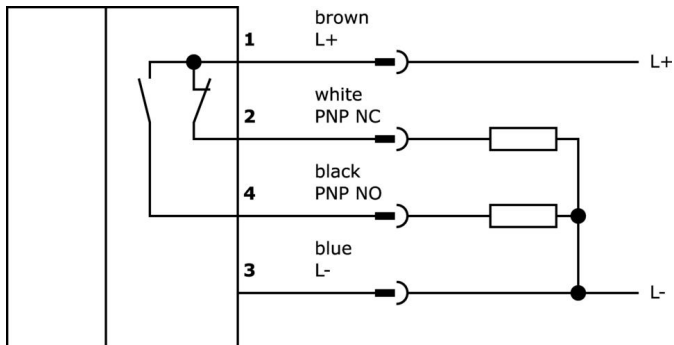 brown
1 L+ L+
white
2 PNP NC
black
4 PNP NO
blue
3 L- L-